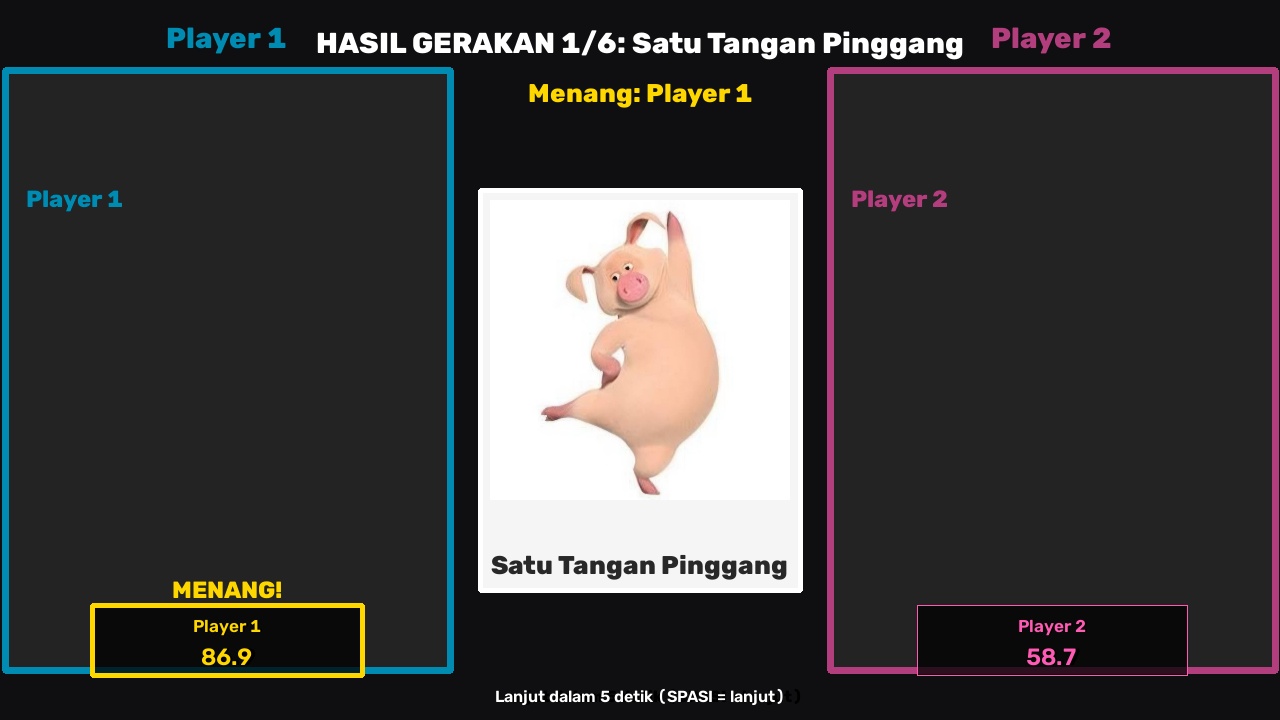 Player 1
HASIL GERAKAN 1/6: Satu Tangan Pinggang
Player 2
Menang: Player 1
Player 1
Player 2
Satu Tangan Pinggang
MENANG!
Player 1
86.9
Player 2
58.7
Lanjut dalam 5 detik (SPASI = lanjut)